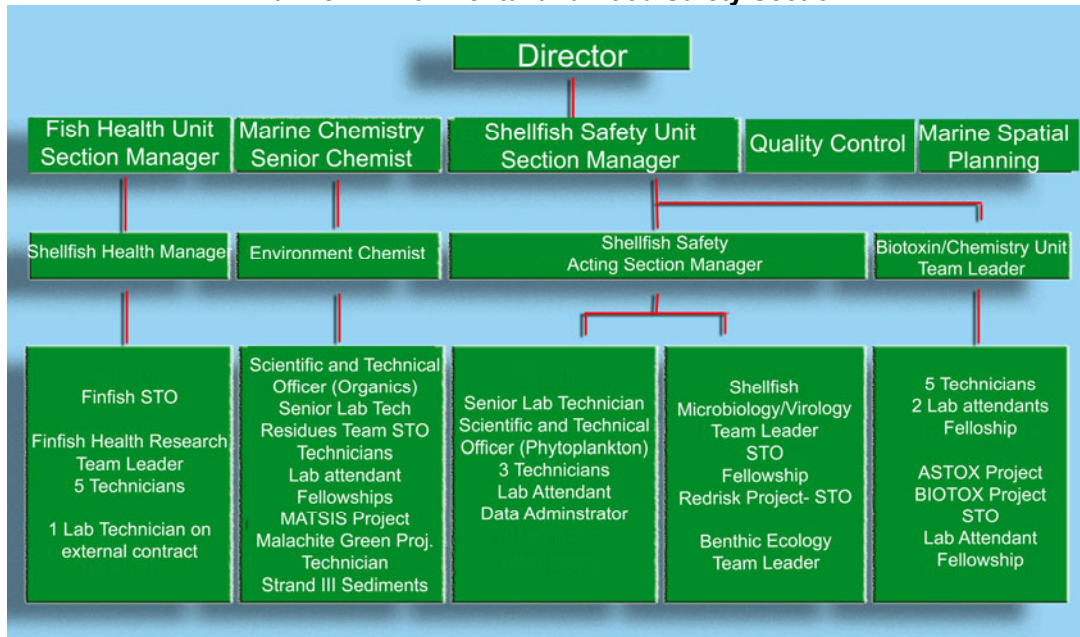 Director
Fish Health Unit
Section Manager
Marine Chemistry
Senior Chemist
Shellfish Safety Unit
Section Manager
Quality Control
Marine Spatial
Planning
Shellfish Health Manager
Environment Chemist
Shellfish Safety
Acting Section Manager
Biotoxin/Chemistry Unit
Team Leader
Finfish STO
Finfish Health Research
Team Leader
5 Technicians
1 Lab Technician on
external contract
Scientific and Technical
Officer (Organics)
Senior Lab Tech
Residues Team STO
Technicians
Lab attendant
Fellowships
MATSIS Project
Malachite Green Proj.
Technician
Strand III Sediments
Senior Lab Technician
Scientific and Technical
Officer (Phytoplankton)
3 Technicians
Lab Attendant
Data Adminstrator
Shellfish
Microbiology/Virology
Team Leader
STO
Fellowship
Redrisk Project- STO
Benthic Ecology
Team Leader
5 Technicians
2 Lab attendants
Felloship
ASTOX Project
BIOTOX Project
STO
Lab Attendant
Fellowship